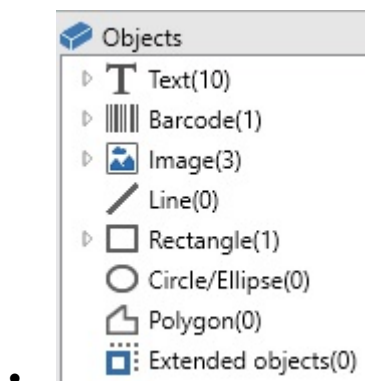 Objects
Text(10)
Barcode(1)
Image(3)
Line(0)
Rectangle(1)
Circle/Ellipse(0)
Polygon(0)
Extended objects(0)